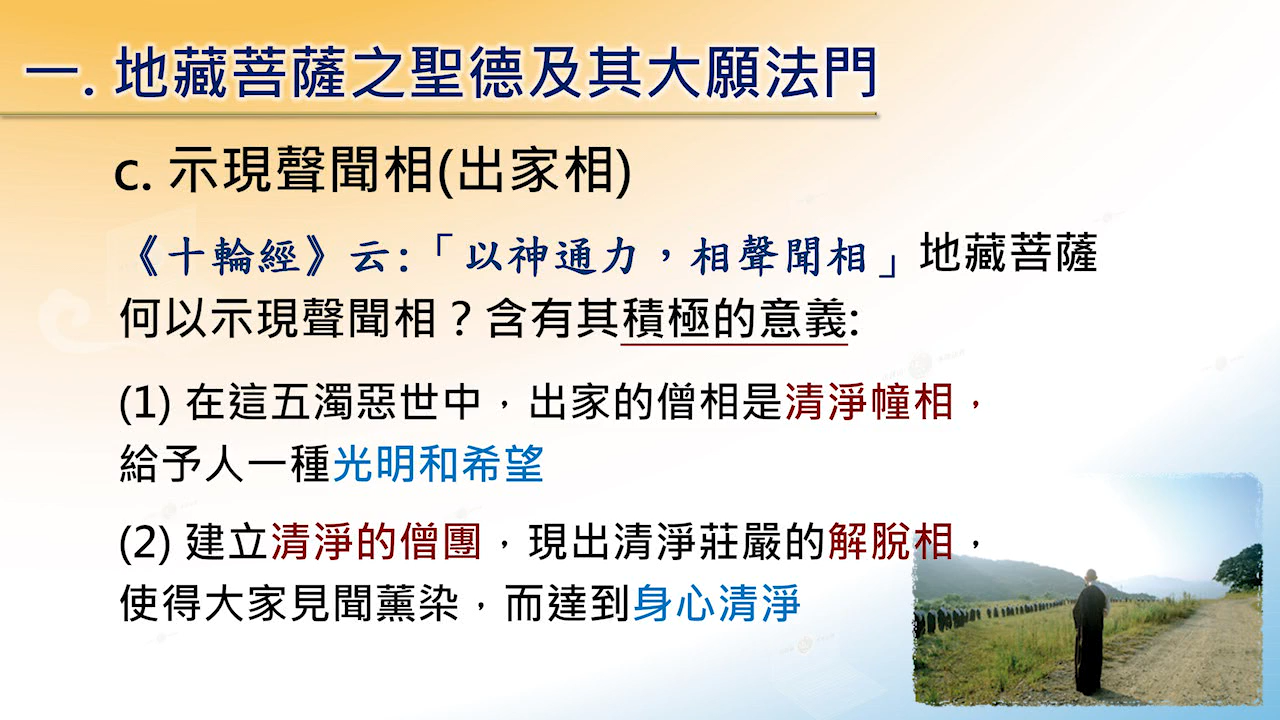 一. 地藏菩薩之聖德及其大願法門
c. 示現聲聞相(出家相)
《十輪經》云:「以神通力，相聲聞相」地藏菩薩
何以示現聲聞相？含有其積極的意義:
(1) 在這五濁惡世中，出家的僧相是清淨幢相，
給予人一種光明和希望
(2) 建立清淨的僧團，現出清淨莊嚴的解脫相，
使得大家見聞薰染，而達到身心清淨